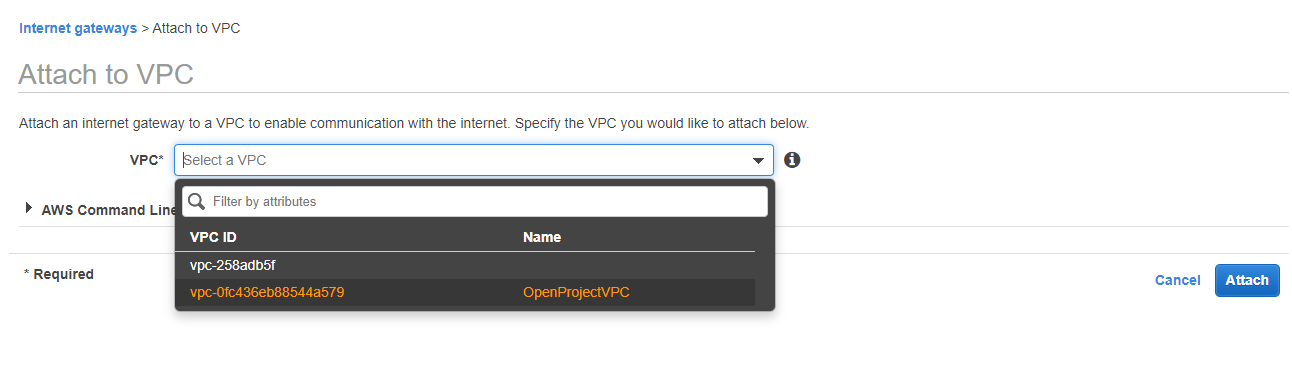 Internet gateways > Attach to VPC
Attach to VPC
Attach an internet gateway to a VPC to enable communication with the internet. Specify the VPC you would like to attach below.
VPC* Select a VPC
Filter by attributes
AWS Command Line
VPC ID Name
vpc-258adb5f
* Required
vpc-0fc436eb88544a579 OpenProjectVPC
Cancel Attach